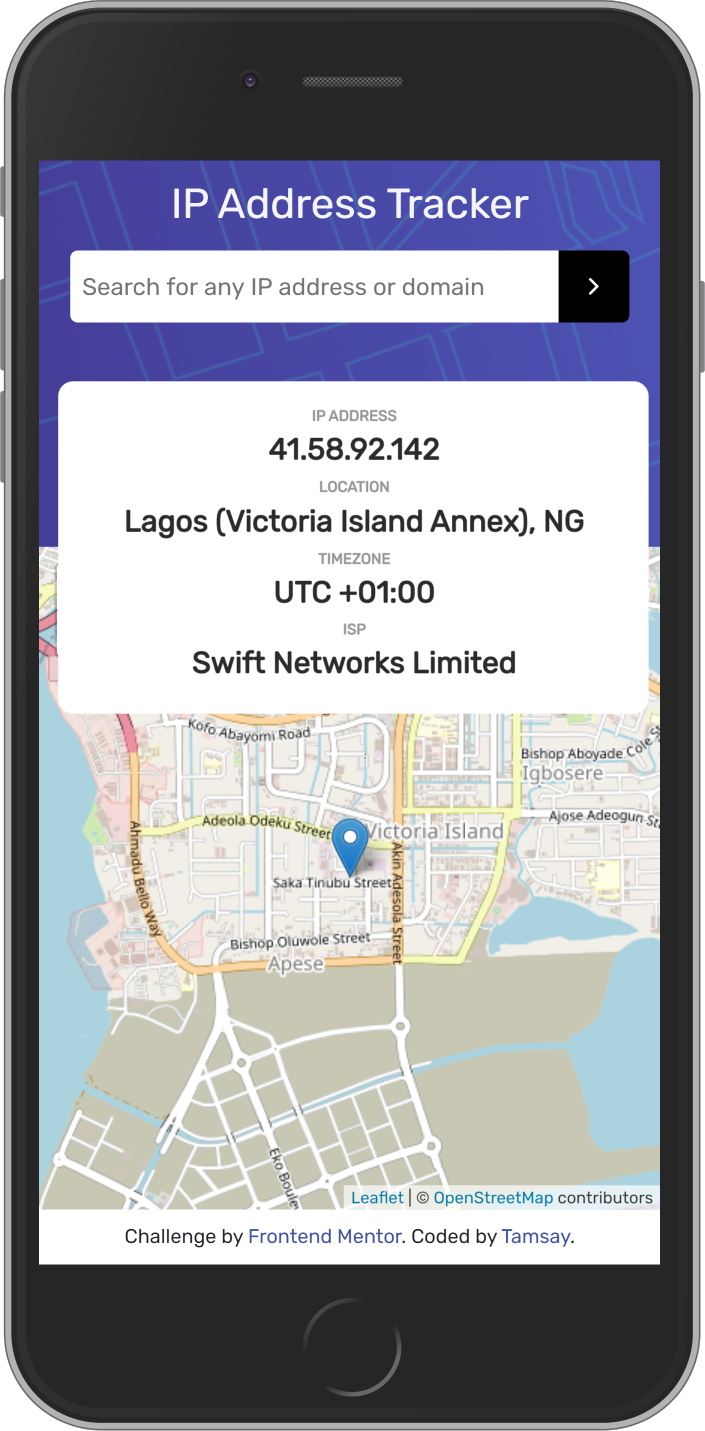 IP Address Tracker
Search for any IP address or domain
IP ADDRESS
41.58.92.142
LOCATION
Lagos (Victoria Island Annex), NG
TIMEZONE
UTC +01:00
ISP
Swift Networks Limited
Kofo Abayomi Road
Bishop Aboyade Cole St
Igbosere
Ajose Adeogun St
Adeola Odeku Street
Victoria Island
Ahmadu Bello Way
Akin Adesola Street
Saka Tinubu Street
Bishop Oluwole Street
Apese
Eko Boulev
Leaflet | © OpenStreetMap contributors
Challenge by Frontend Mentor. Coded by Tamsay.